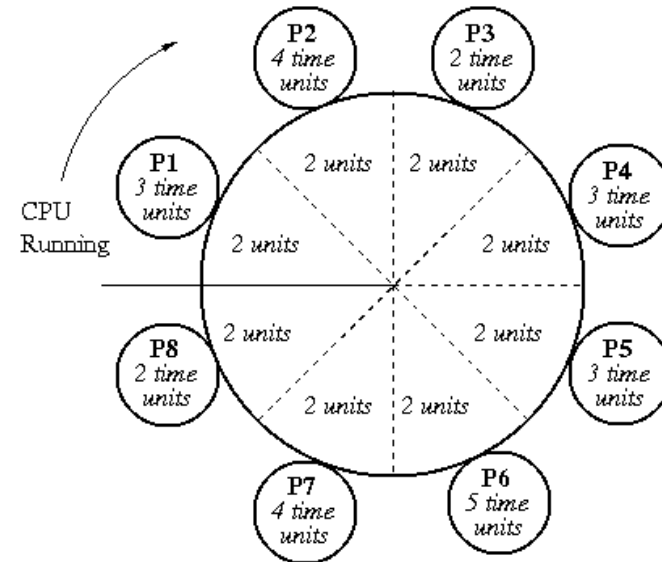 P2
4 time
units
P3
2 time
units
P1
3 time
units
2 units
2 units
P4
3 time
units
CPU
Running
2 units
2 units
P8
2 time
units
2 units
2 units
P5
3 time
units
2 units
2 units
P7
4 time
units
P6
5 time
units